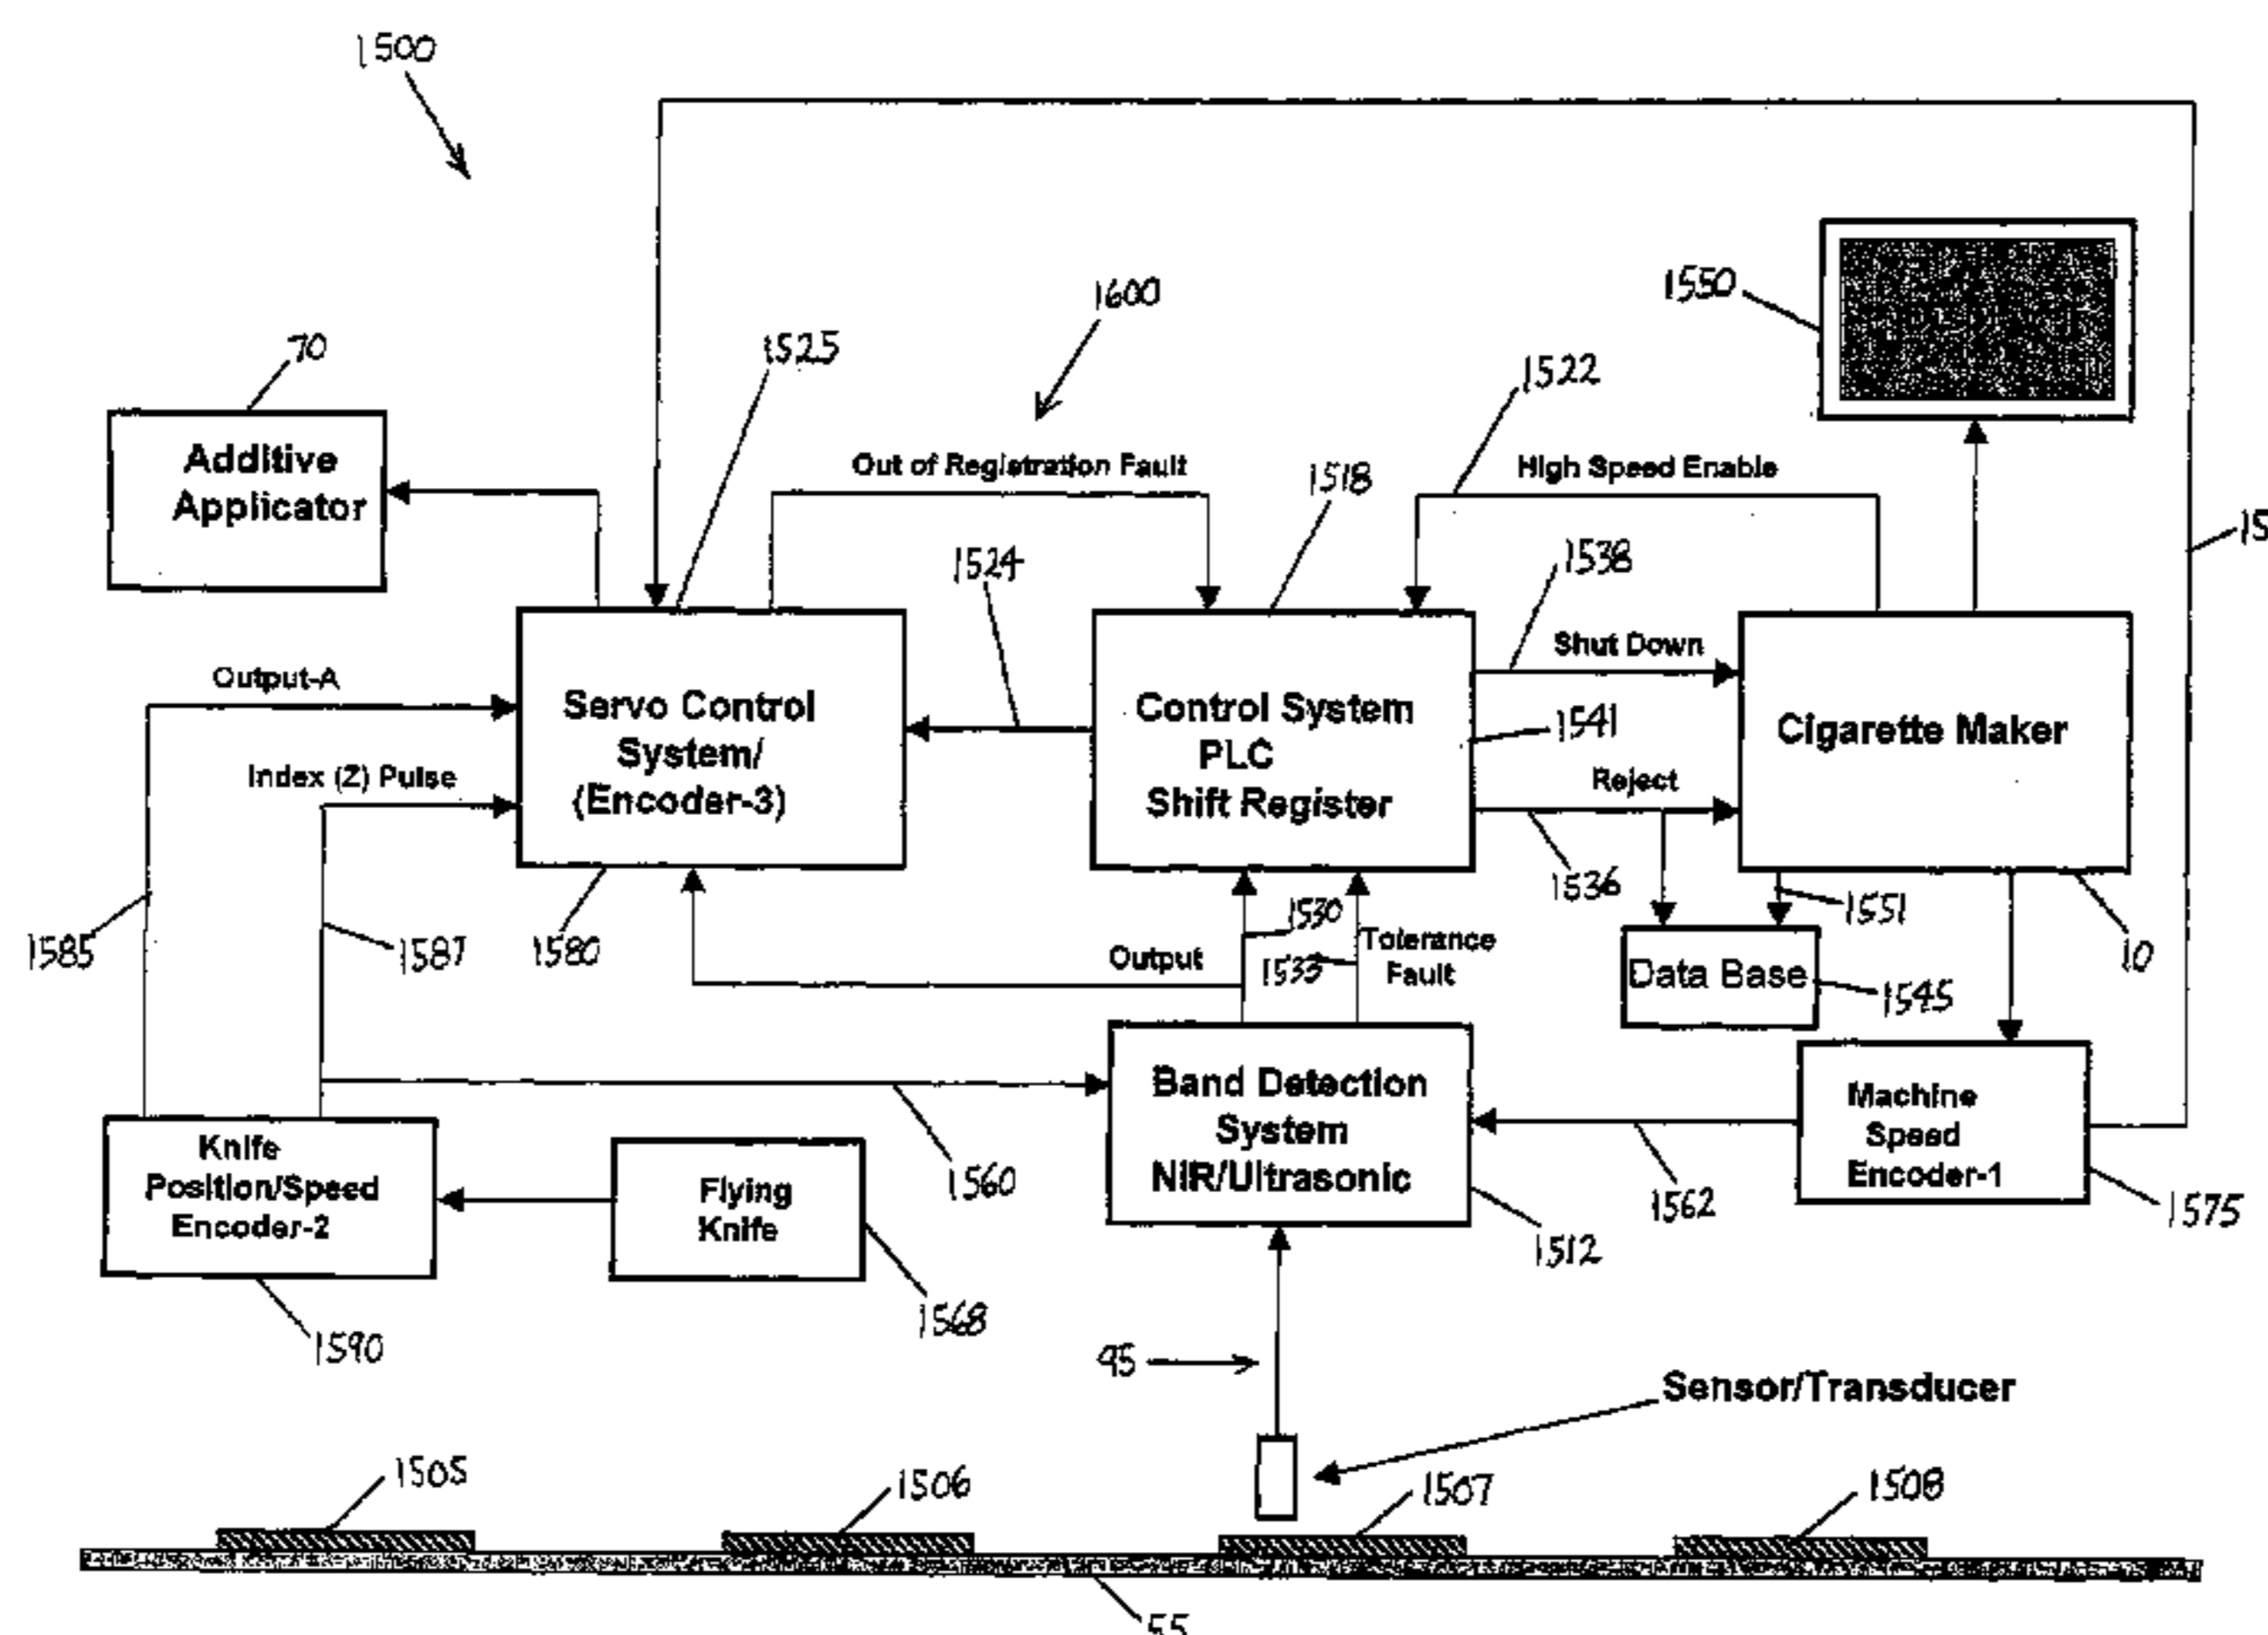 1500
1600
1550
70
1525
1522
Additive
Applicator
Out of Registration Fault
1518
High Speed Enable
15
1524
1538
Output-A
Shut Down
Servo Control
System/
(Encoder-3)
Control System
PLC
Shift Register
1541
Cigarette Maker
Index (Z) Pulse
Reject
1585
1587
1580
1530
1536
1551
10
Output
1533
Tolerance
Fault
Data Base
1545
Knife
Position/Speed
Encoder-2
Flying
Knife
1560
Band Detection
System
NIR/Ultrasonic
1562
Machine
Speed
Encoder-1
1575
1512
1590
1568
95
Sensor/Transducer
1505
1506
1507
1508
55